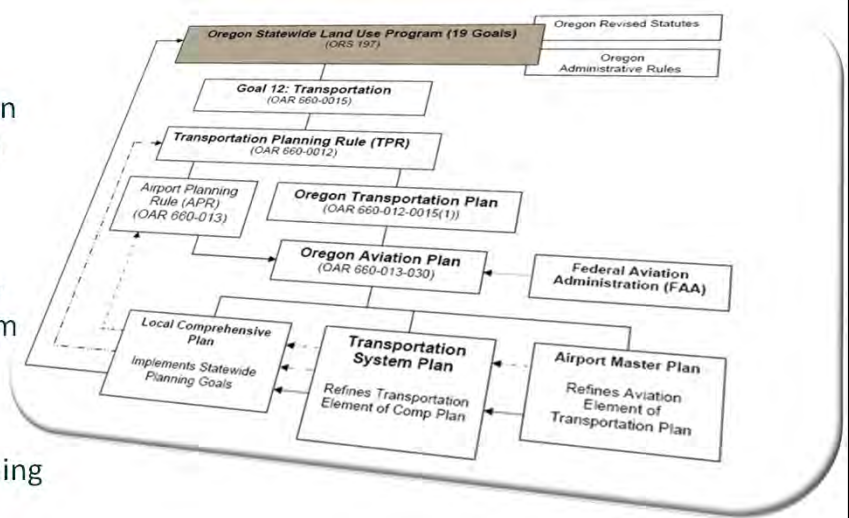 Oregon Statewide Land Use Program (19 Goals)
(ORS 197)
Oregon Revised Statutes
Oregon
Administrative Rules
Goal 12: Transportation
(OAR 660-0015)
Transportation Planning Rule (TPR)
(OAR 660-0012)
Airport Planning
Rule (APR)
(OAR 660-013)
Oregon Transportation Plan
(OAR 660-012-0015(1))
Oregon Aviation Plan
(OAR 660-013-030)
Federal Aviation
Administration (FAA)
Local Comprehensive
Plan
Implements Statewide
Planning Goals
Transportation
System Plan
Refines Transportation
Element of Comp Plan
Airport Master Plan
Refines Aviation
Element of
Transportation Plan